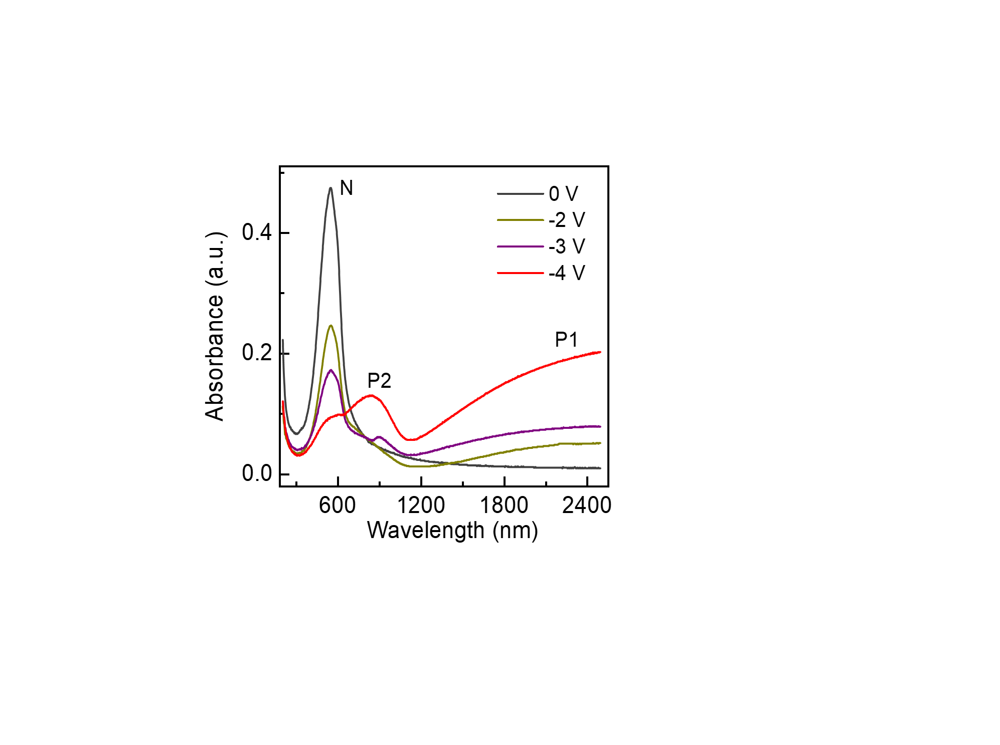 N
0 V
-2 V
-3 V
-4 V
P1
P2
0.4
0.2
0.0
Absorbance (a.u.)
600 1200 1800 2400
Wavelength (nm)